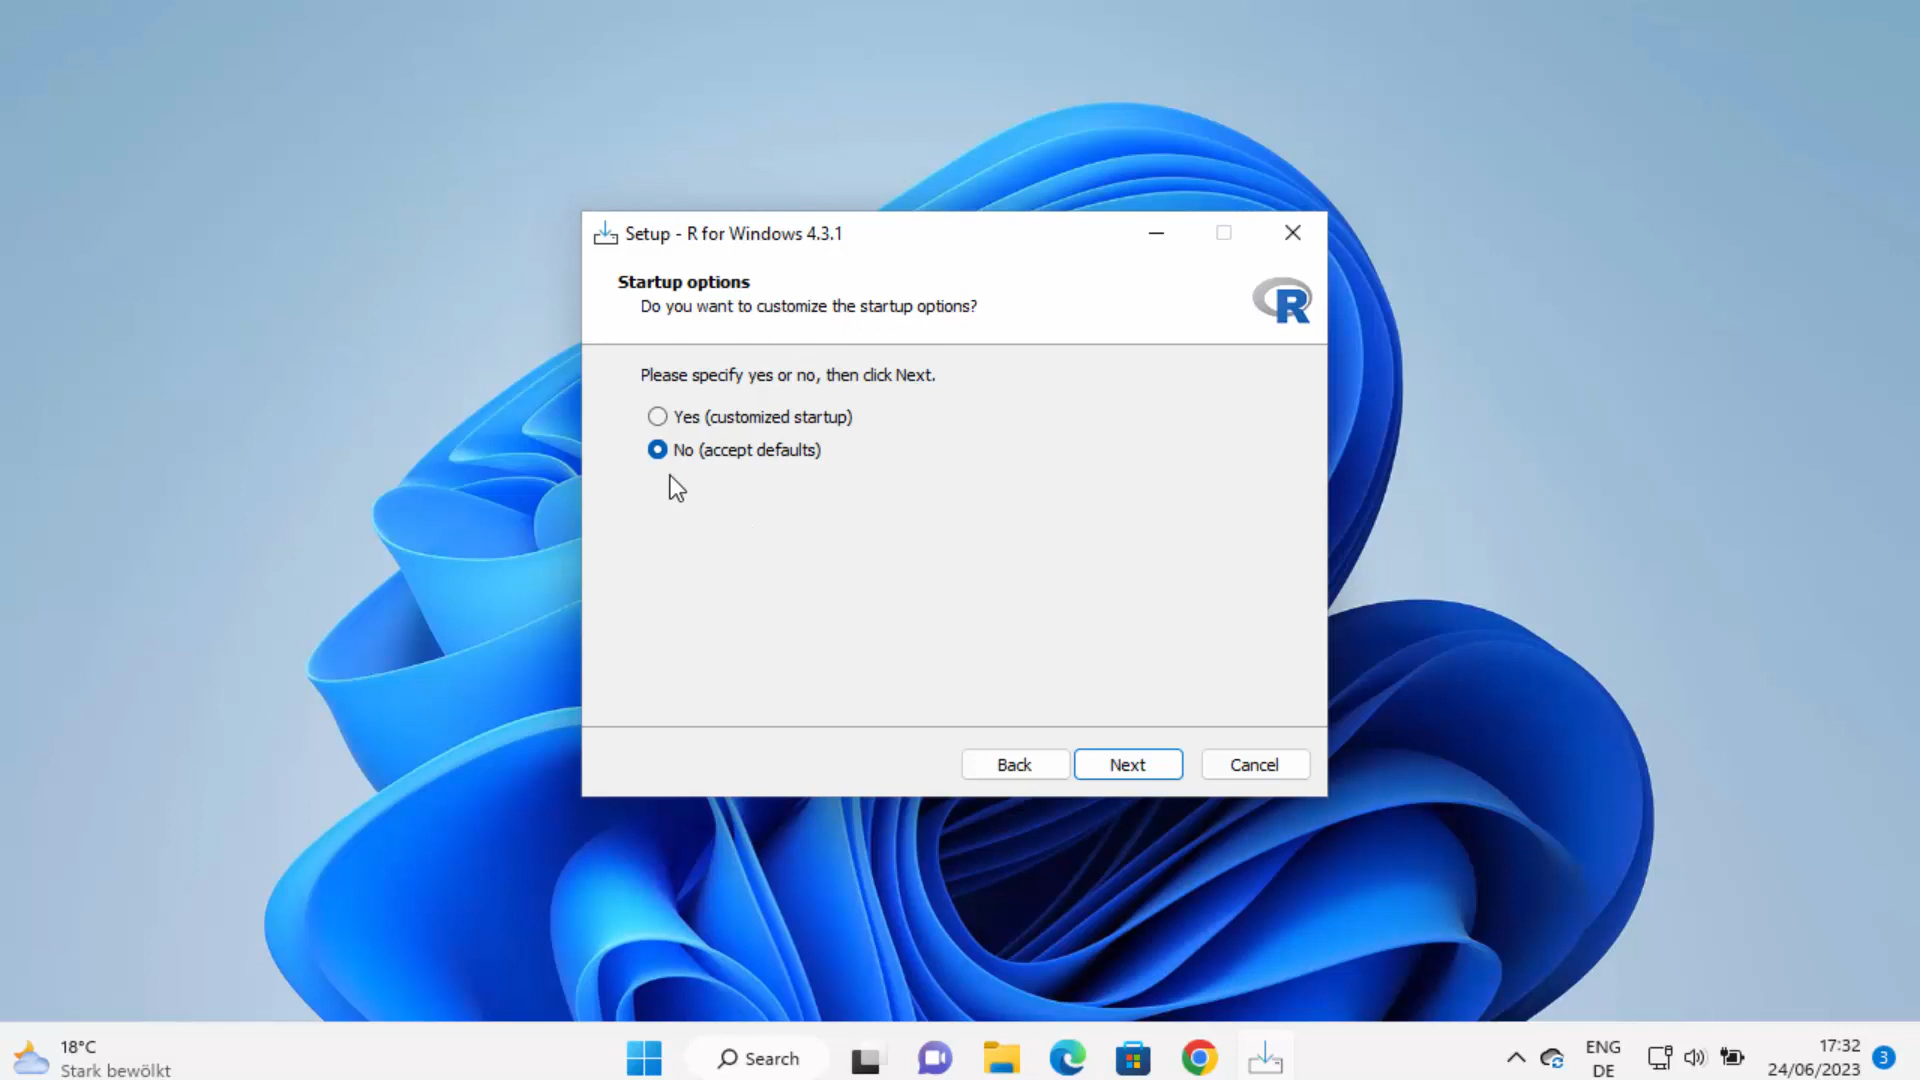 Setup - R for Windows 4.3.1
Startup options
Do you want to customize the startup options?
R
Please specify yes or no, then click Next.
Yes (customized startup)
No (accept defaults)
Back
Next
Cancel
18°C
Stark bewölkt
Search
ENG
DE
17:32
24/06/2023
3